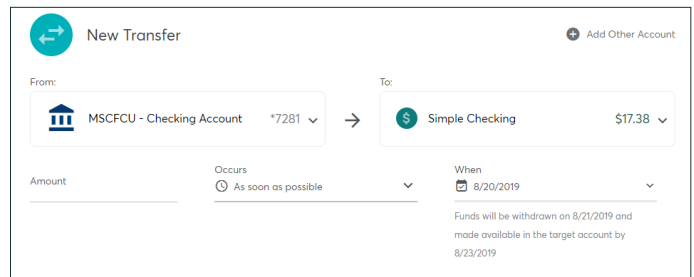 New Transfer
Add Other Account
From:
To:
MSCFCU - Checking Account *7281
Simple Checking $17.38
Amount
Occurs
As soon as possible
When
8/20/2019
Funds will be withdrawn on 8/21/2019 and
made available in the target account by
8/23/2019